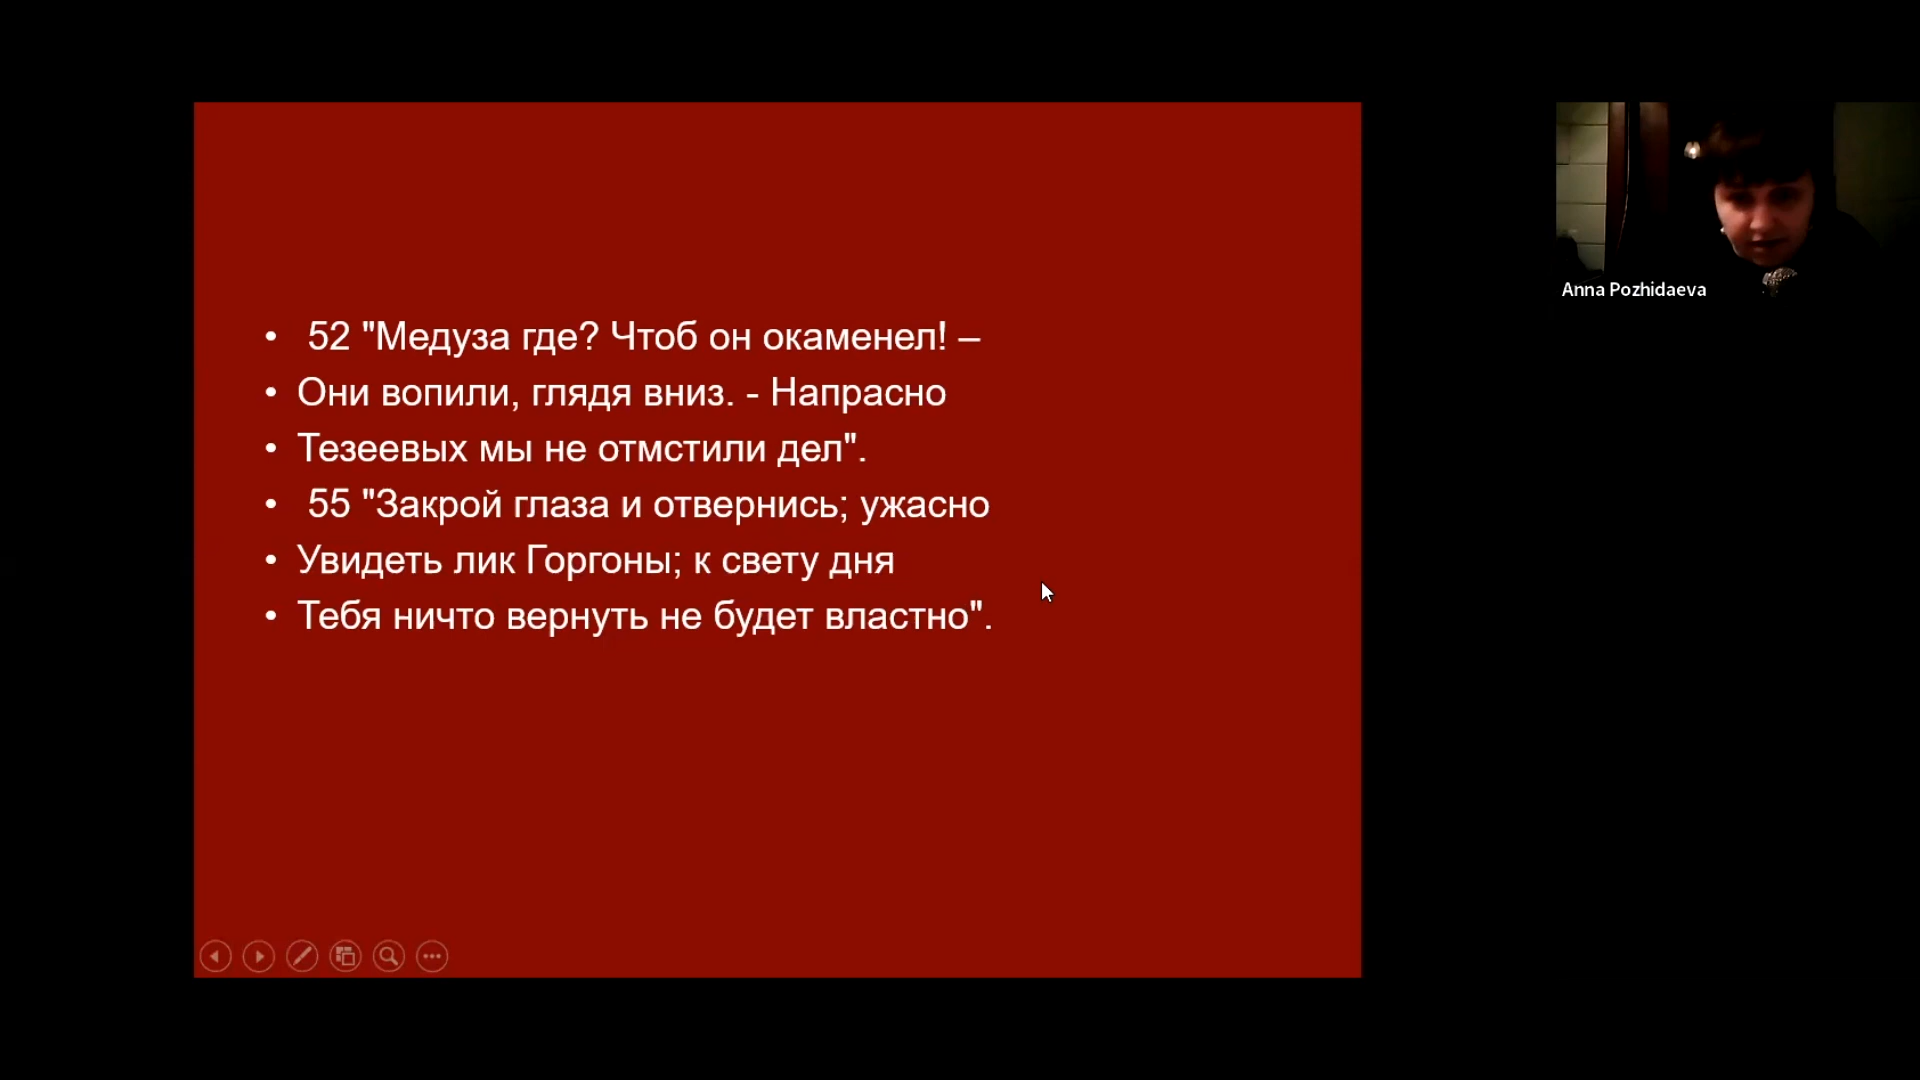 • 52 "Медуза где? Чтоб он окаменел! –
• Они вопили, глядя вниз. - Напрасно
• Тезеевых мы не отмстили дел".
• 55 "Закрой глаза и отвернись; ужасно
• Увидеть лик Горгоны; к свету дня
• Тебя ничто вернуть не будет властно".
Anna Pozhidaeva